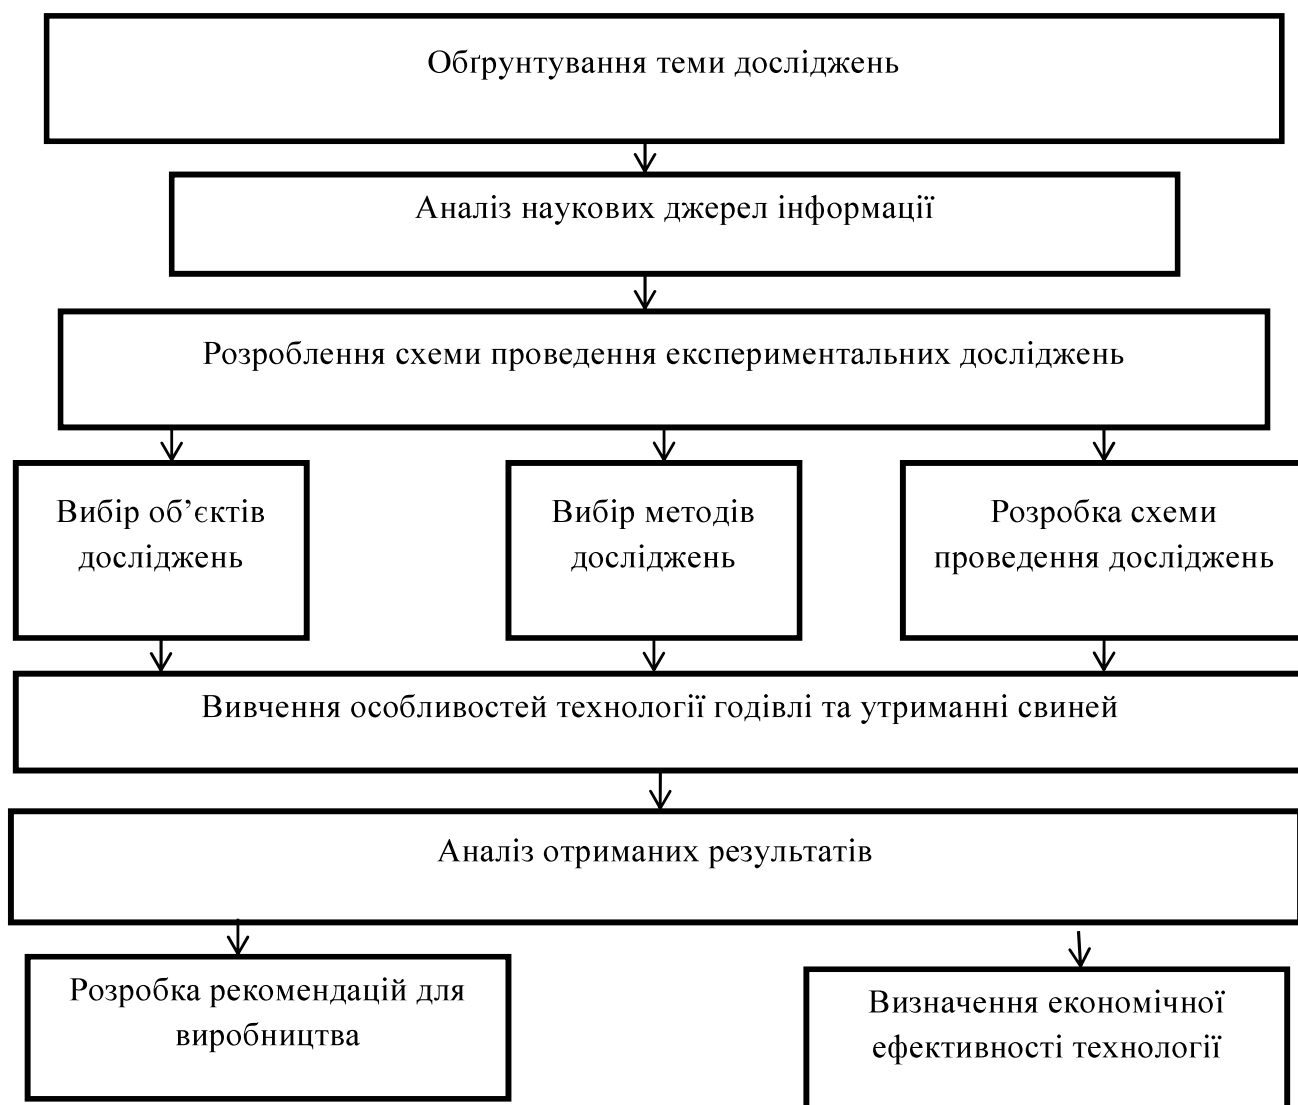 Обґрунтування теми досліджень
Аналіз наукових джерел інформації
Розроблення схеми проведення експериментальних досліджень
Вибір об’єктів
досліджень
Вибір методів
досліджень
Розробка схеми
проведення досліджень
Вивчення особливостей технології годівлі та утриманні свиней
Аналіз отриманих результатів
Розробка рекомендацій для
виробництва
Визначення економічної
ефективності технології